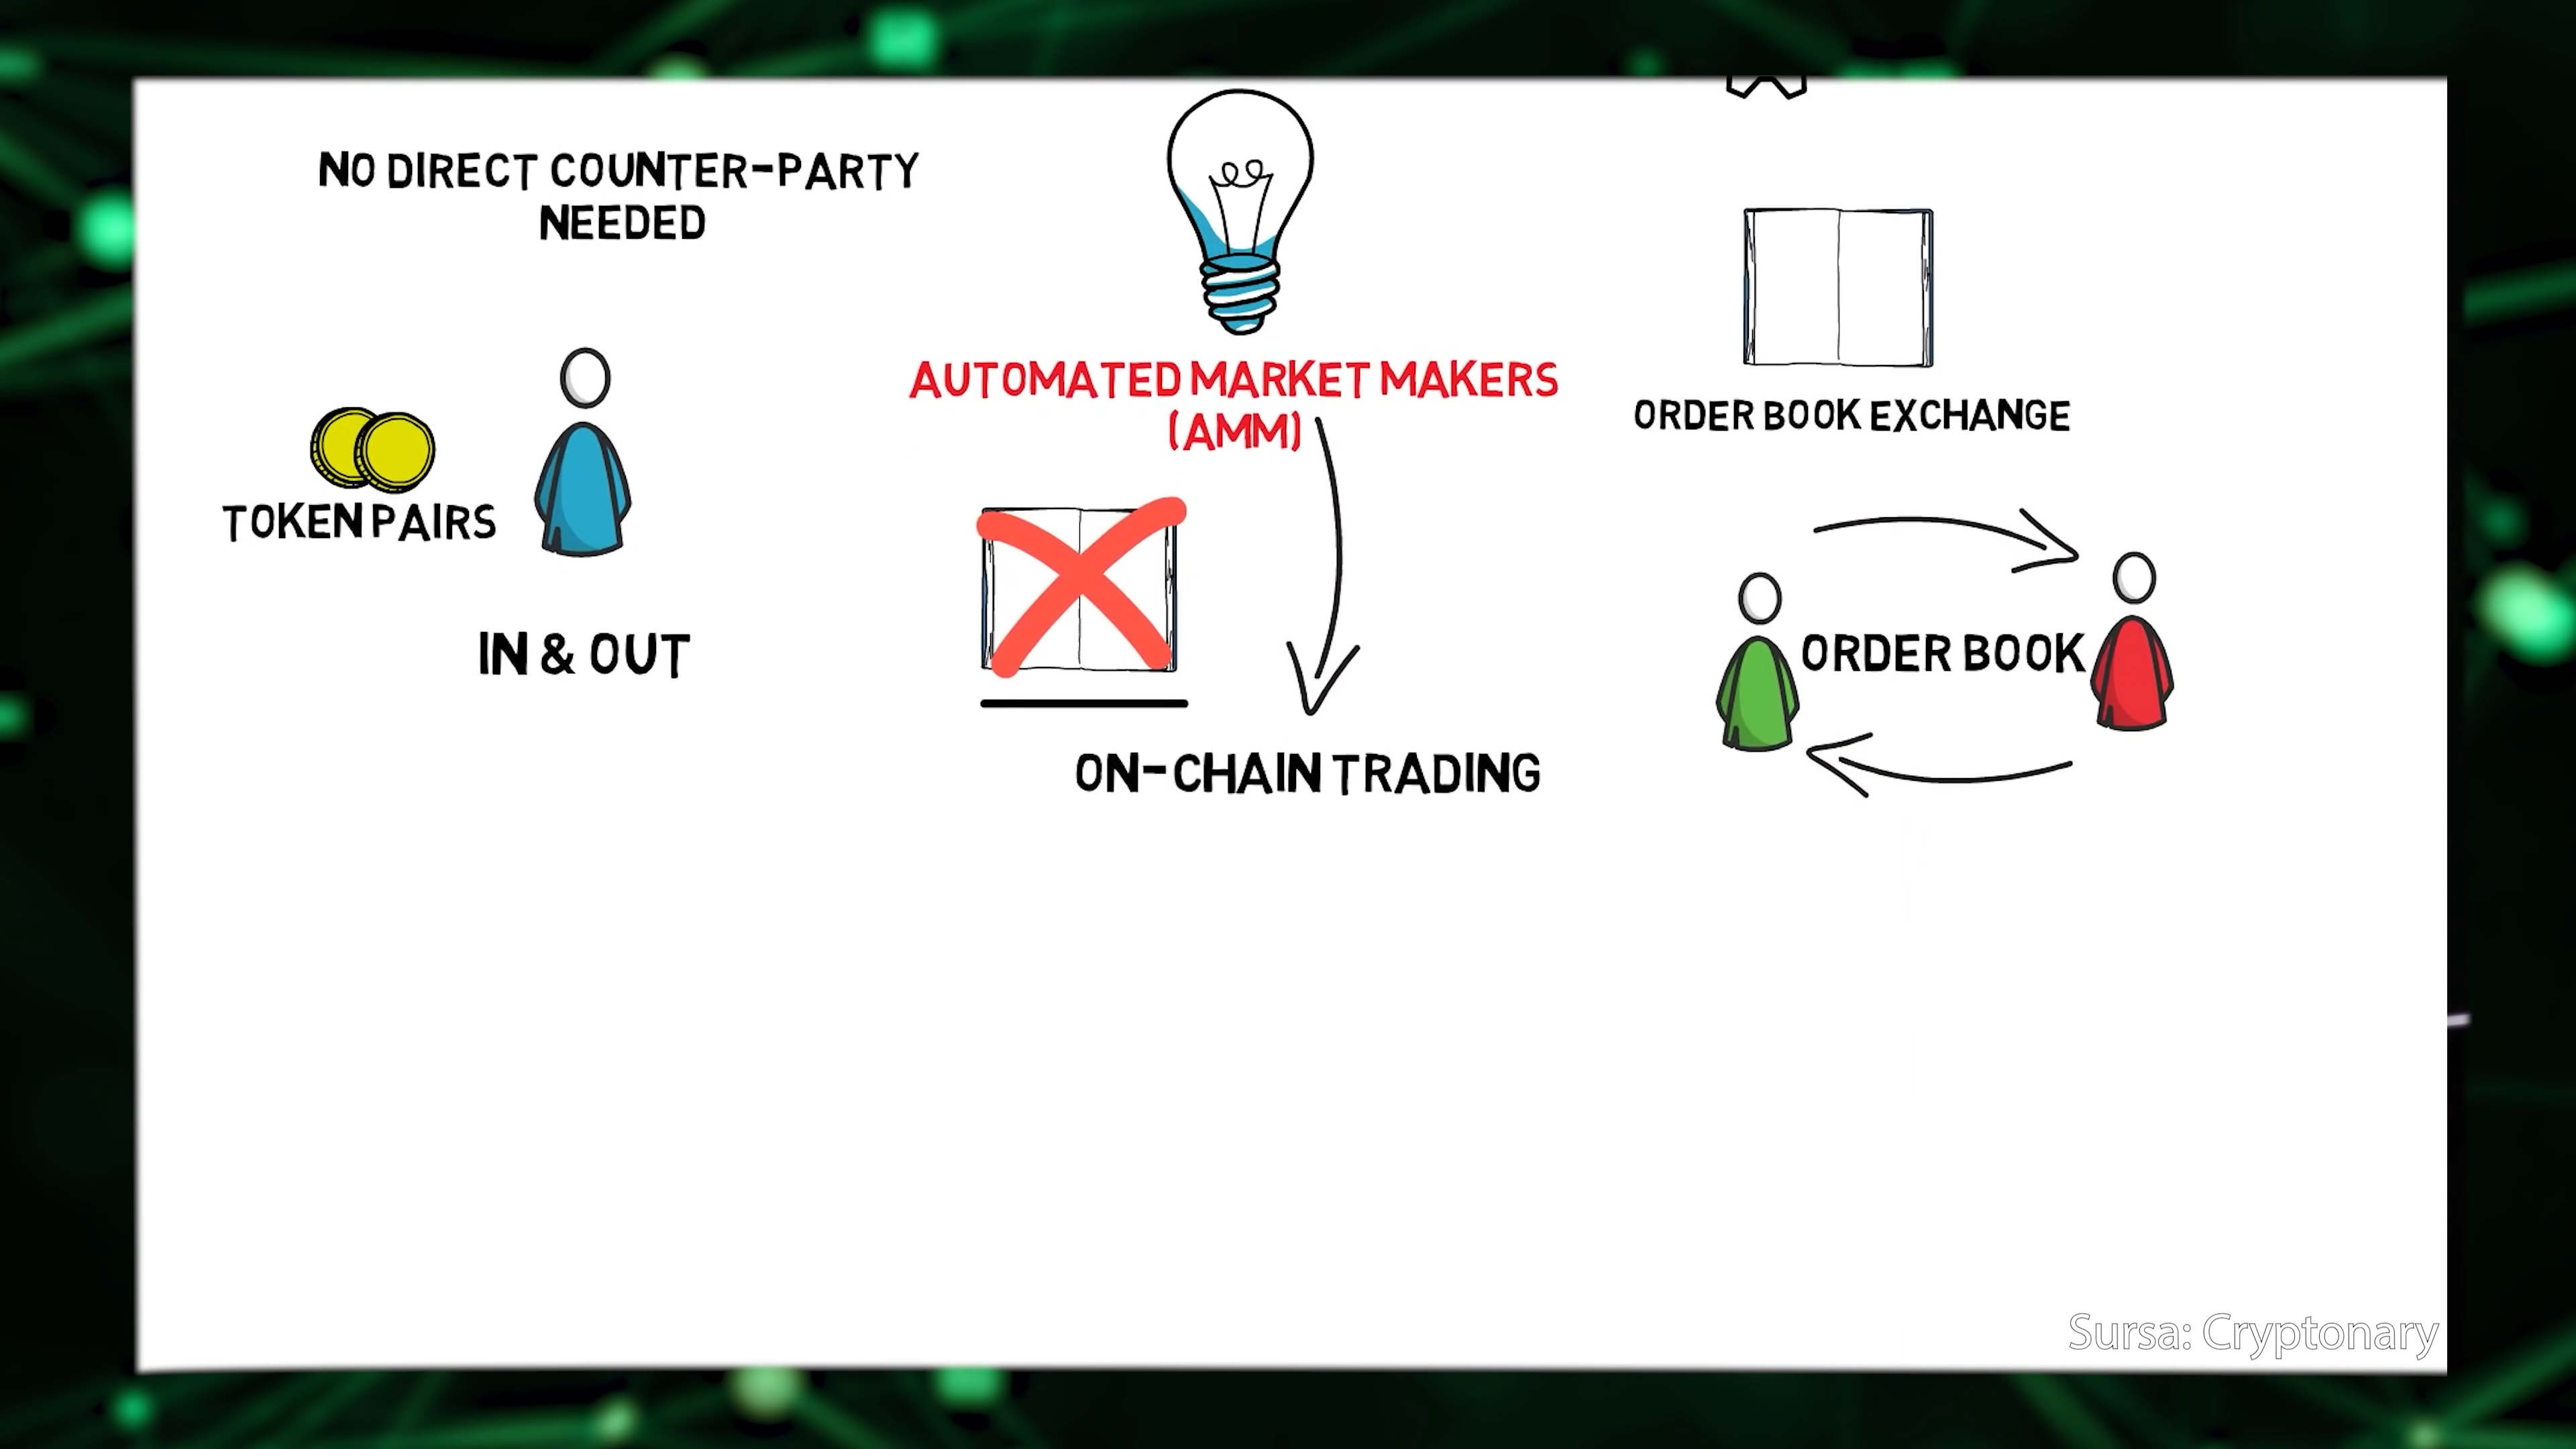 NO DIRECT COUNTER-PARTY
NEEDED
TOKEN PAIRS
IN & OUT
AUTOMATED MARKET MAKERS
(AMM)
ON-CHAIN TRADING
ORDER BOOK EXCHANGE
ORDER BOOK
Sursa: Cryptonary